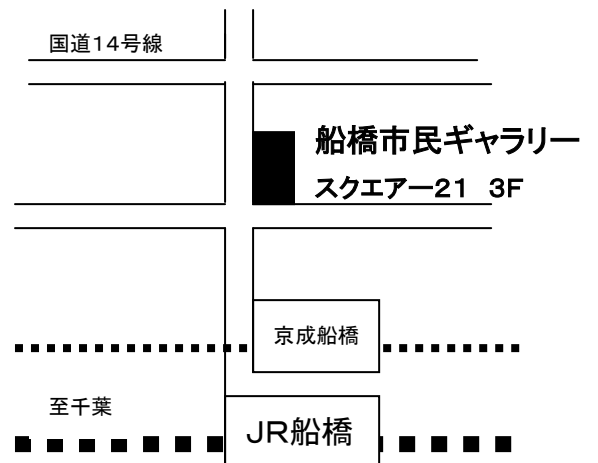 国道14号線
船橋市民ギャラリー
スクエアー21　3F
京成船橋
至千葉
JR船橋